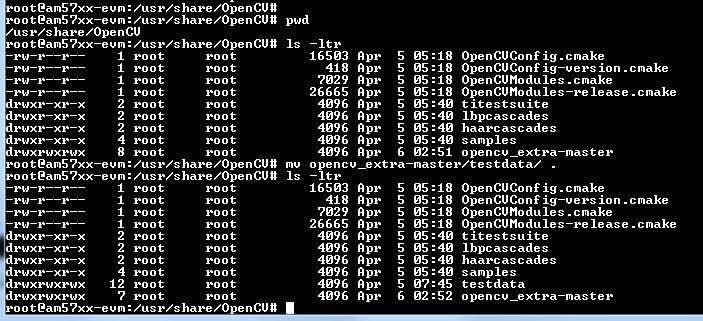 root@am57xx-evm:/usr/share/OpenCV#
root@am57xx-evm:/usr/share/OpenCV# pwd
/usr/share/OpenCV
root@am57xx-evm:/usr/share/OpenCV# ls -ltr
-rw-r--r-- 1 root root 16503 Apr 5 05:18 OpenCVConfig.cmake
-rw-r--r-- 1 root root 418 Apr 5 05:18 OpenCVConfig-version.cmake
-rw-r--r-- 1 root root 7029 Apr 5 05:18 OpenCVModules.cmake
-rw-r--r-- 1 root root 26665 Apr 5 05:18 OpenCVModules-release.cmake
drwxr-xr-x 2 root root 4096 Apr 5 05:40 titestsuite
drwxr-xr-x 2 root root 4096 Apr 5 05:40 lbpcascades
drwxr-xr-x 2 root root 4096 Apr 5 05:40 haarcascades
drwxr-xr-x 4 root root 4096 Apr 5 05:40 samples
drwxrwxrwx 8 root root 4096 Apr 6 02:51 opencv_extra-master
root@am57xx-evm:/usr/share/OpenCV# mv opencv_extra-master/testdata/ .
root@am57xx-evm:/usr/share/OpenCV# ls -ltr
-rw-r--r-- 1 root root 16503 Apr 5 05:18 OpenCVConfig.cmake
-rw-r--r-- 1 root root 418 Apr 5 05:18 OpenCVConfig-version.cmake
-rw-r--r-- 1 root root 7029 Apr 5 05:18 OpenCVModules.cmake
-rw-r--r-- 1 root root 26665 Apr 5 05:18 OpenCVModules-release.cmake
drwxr-xr-x 2 root root 4096 Apr 5 05:40 titestsuite
drwxr-xr-x 2 root root 4096 Apr 5 05:40 lbpcascades
drwxr-xr-x 2 root root 4096 Apr 5 05:40 haarcascades
drwxr-xr-x 4 root root 4096 Apr 5 05:40 samples
drwxrwxrwx 12 root root 4096 Apr 5 07:45 testdata
drwxrwxrwx 7 root root 4096 Apr 6 02:52 opencv_extra-master
root@am57xx-evm:/usr/share/OpenCV#